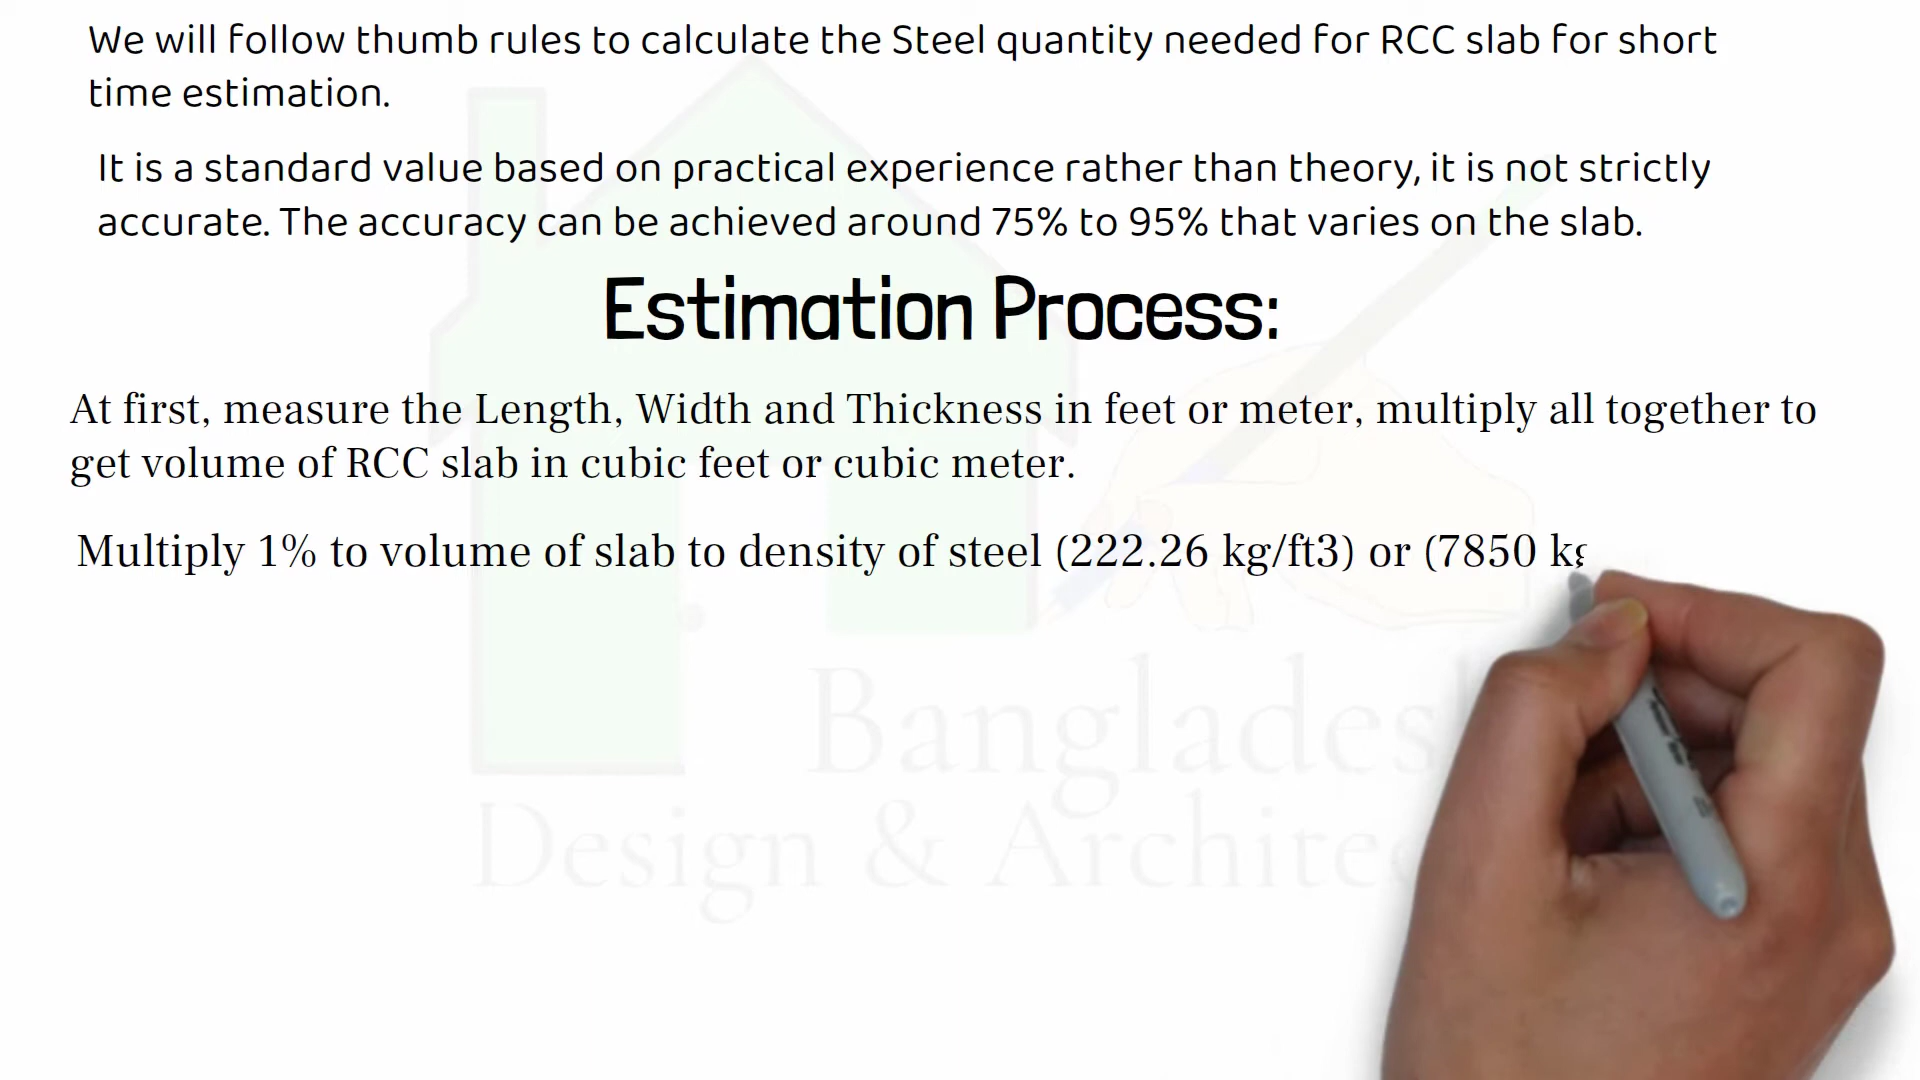 We will follow thumb rules to calculate the Steel quantity needed for RCC slab for short
time estimation.
It is a standard value based on practical experience rather than theory, it is not strictly
accurate. The accuracy can be achieved around 75% to 95% that varies on the slab.
Estimation Process:
At first, measure the Length, Width and Thickness in feet or meter, multiply all together to
get volume of RCC slab in cubic feet or cubic meter.
Multiply 1% to volume of slab to density of steel (222.26 kg/ft3) or (7850 kg
Banglades
Design & Architec